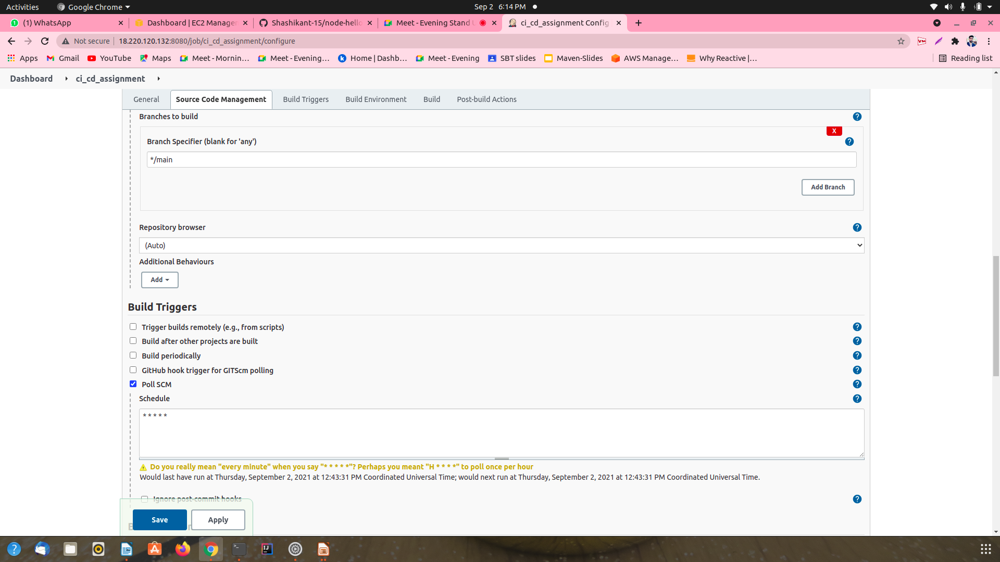 Activities
Google Chrome
Sep 2 6:14 PM
(1) WhatsApp
Dashboard | EC2 Manager
Shashikant-15/node-hello
Meet - Evening Stand U
ci_cd_assignment Config
Not secure
18.220.120.132:8080/job/ci_cd_assignment/configure
Apps
Gmail
YouTube
Maps
Meet - Mornin...
Meet - Evening...
Home | Dashb...
Meet - Evening
SBT slides
Maven-Slides
AWS Manage...
Why Reactive |...
Reading list
Dashboard
ci_cd_assignment
General
Source Code Management
Build Triggers
Build Environment
Build
Post-build Actions
Branches to build
X
Branch Specifier (blank for 'any')
*/main
Add Branch
Repository browser
(Auto)
Additional Behaviours
Add
Build Triggers
Trigger builds remotely (e.g., from scripts)
Build after other projects are built
Build periodically
GitHub hook trigger for GITScm polling
Poll SCM
Schedule
* * * * *
Do you really mean "every minute" when you say "* * * * *"? Perhaps you meant "H * * * *" to poll once per hour
Would last have run at Thursday, September 2, 2021 at 12:43:31 PM Coordinated Universal Time; would next run at Thursday, September 2, 2021 at 12:43:31 PM Coordinated Universal Time.
Ignore post-commit hooks
Save
Apply